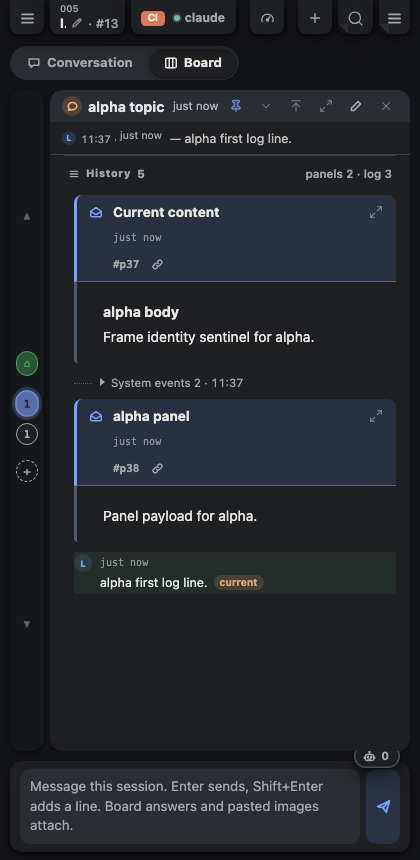 005
· #13
CI claude
Conversation
Board
alpha topic just now
L 11:37 · just now — alpha first log line.
History 5 panels 2 · log 3
Current content
just now
#p37
alpha body
Frame identity sentinel for alpha.
System events 2 · 11:37
1
1
alpha panel
just now
#p38
Panel payload for alpha.
L just now
alpha first log line. current
0
Message this session. Enter sends, Shift+Enter
adds a line. Board answers and pasted images
attach.